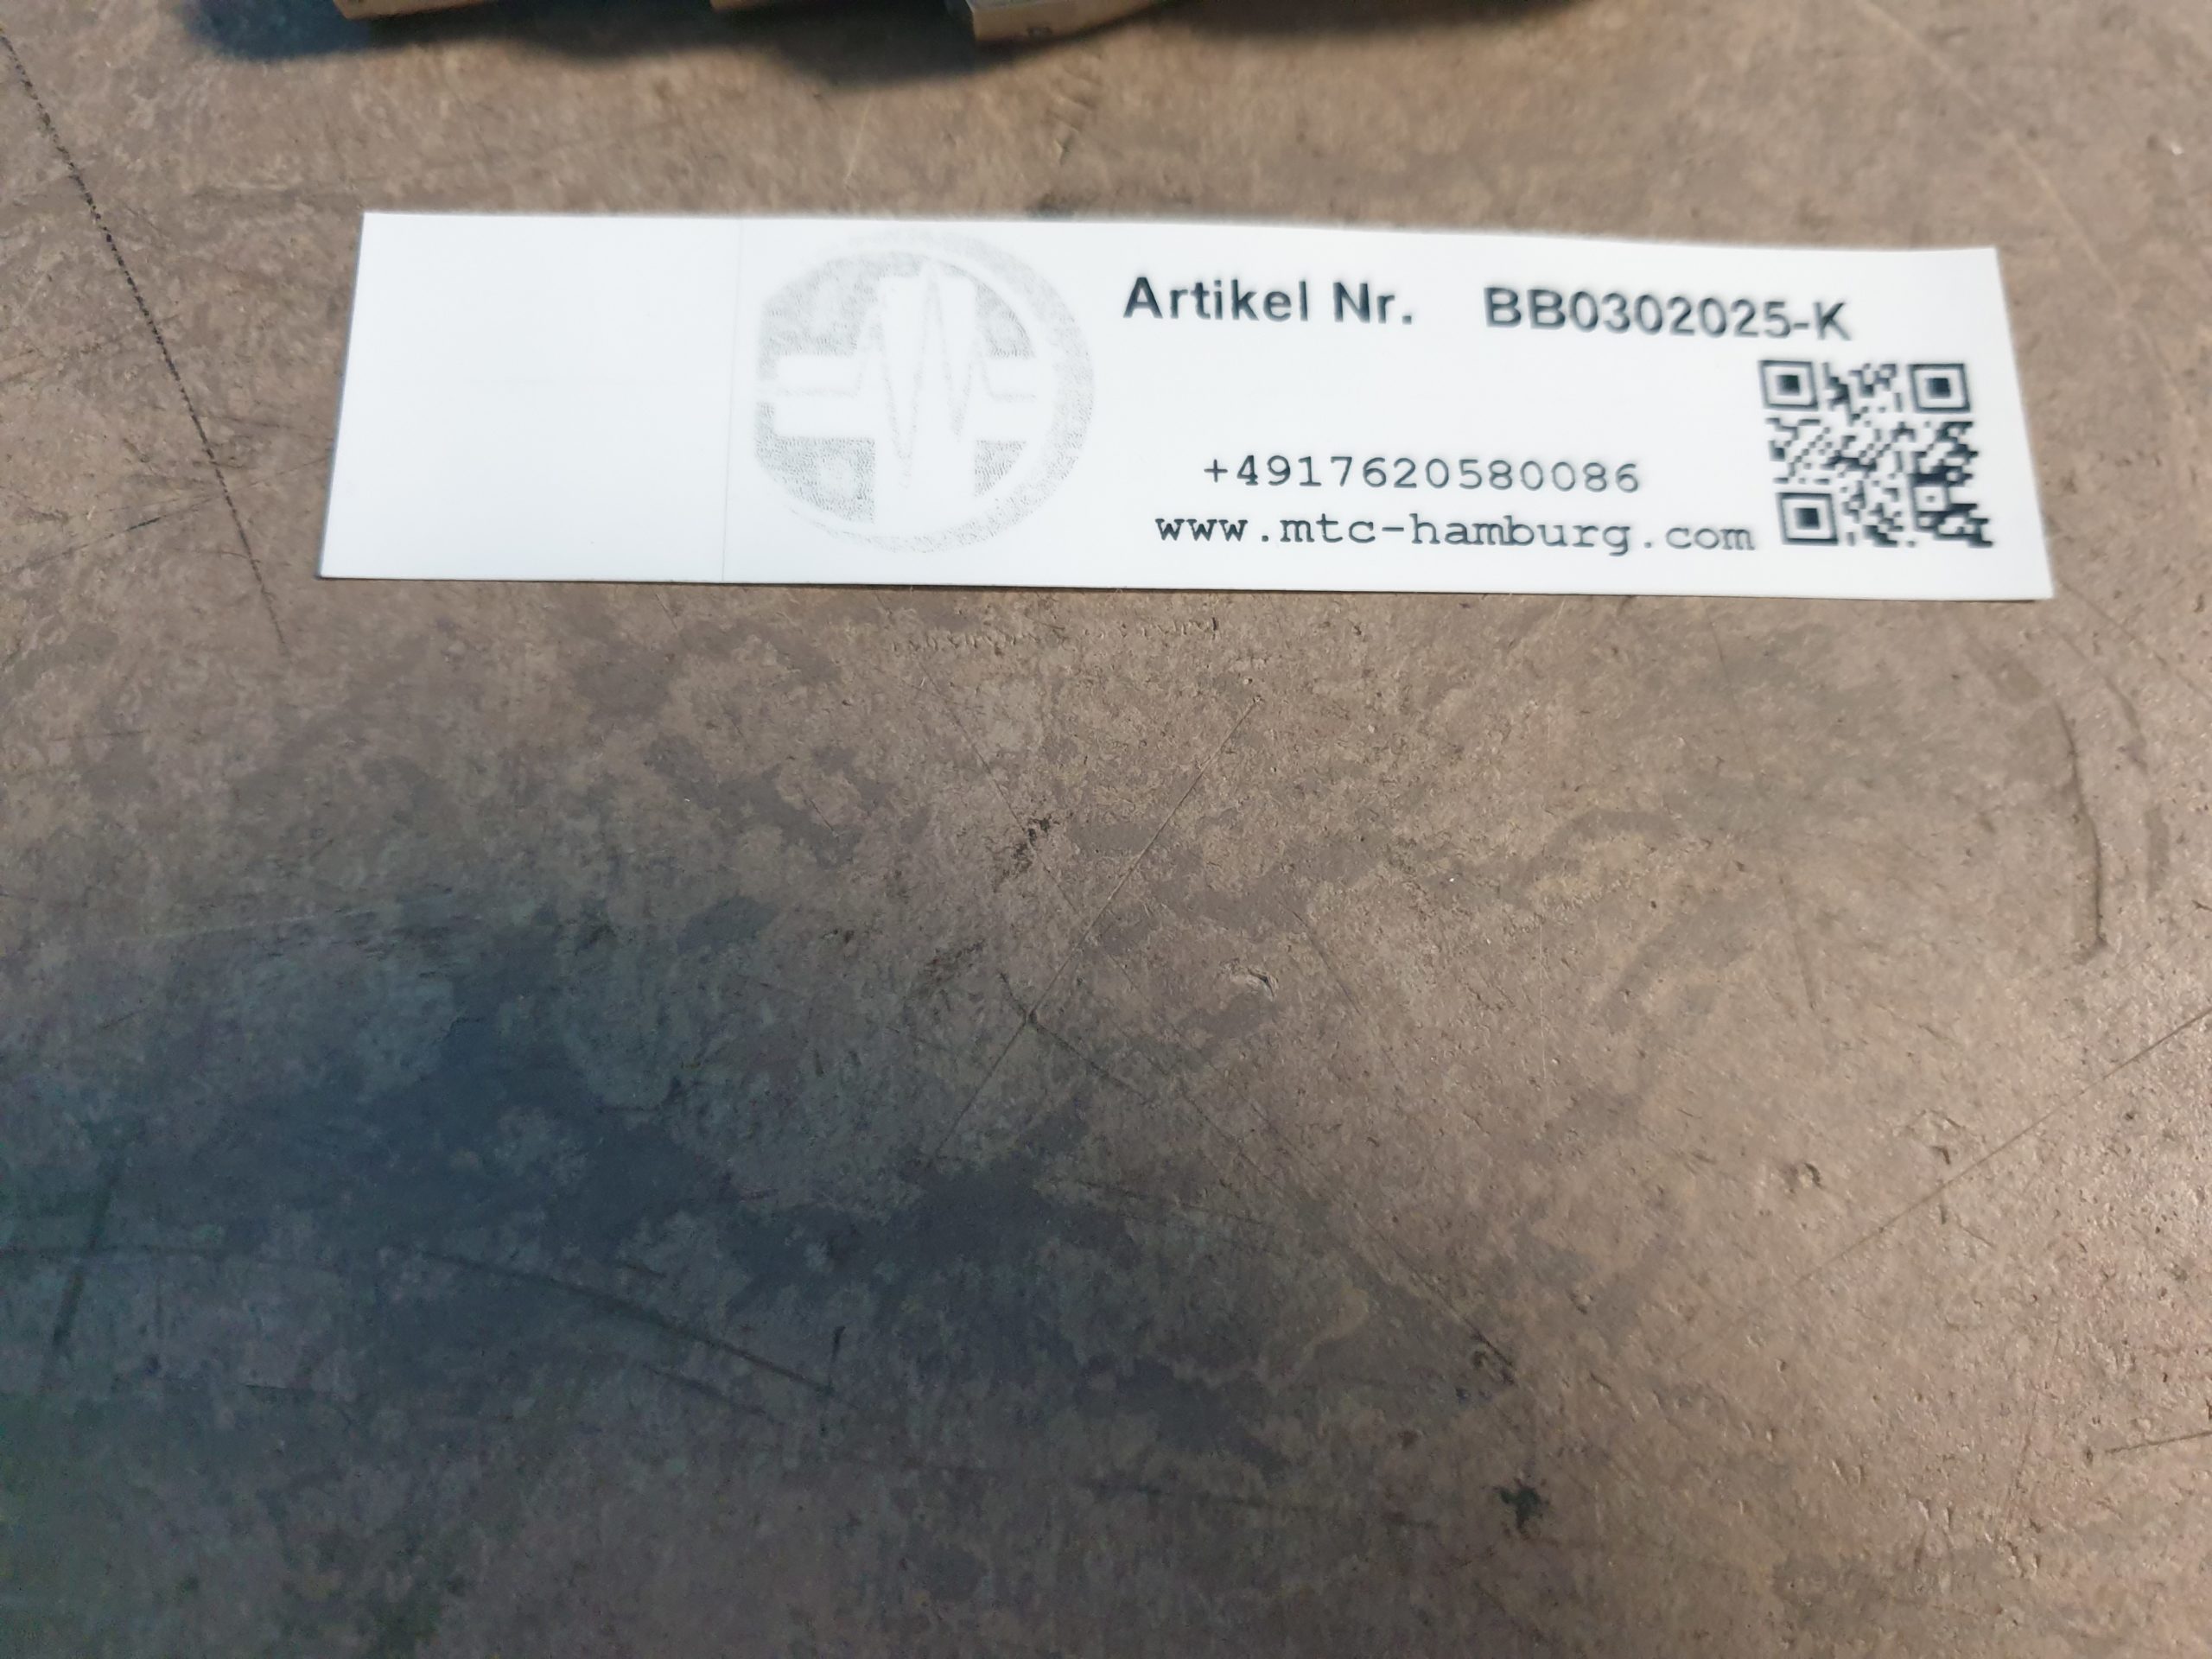 Artikel Nr. BB0302025-K
+4917620580086
www.mtc-hamburg.com